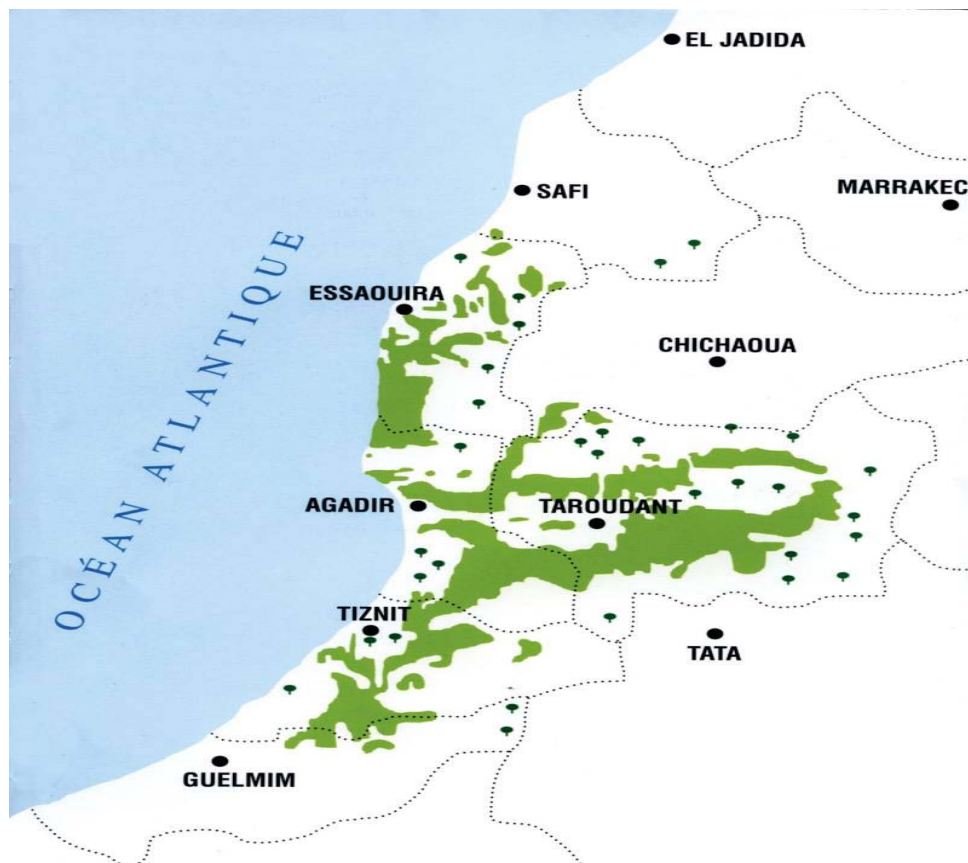 EL JADIDA
SAFI
MARRAKEC
ESSAOUIRA
OCÉAN ATLANTIQUE
CHICHAOUA
AGADIR
TAROUDANT
TIZNIT
TATA
GUELMIM